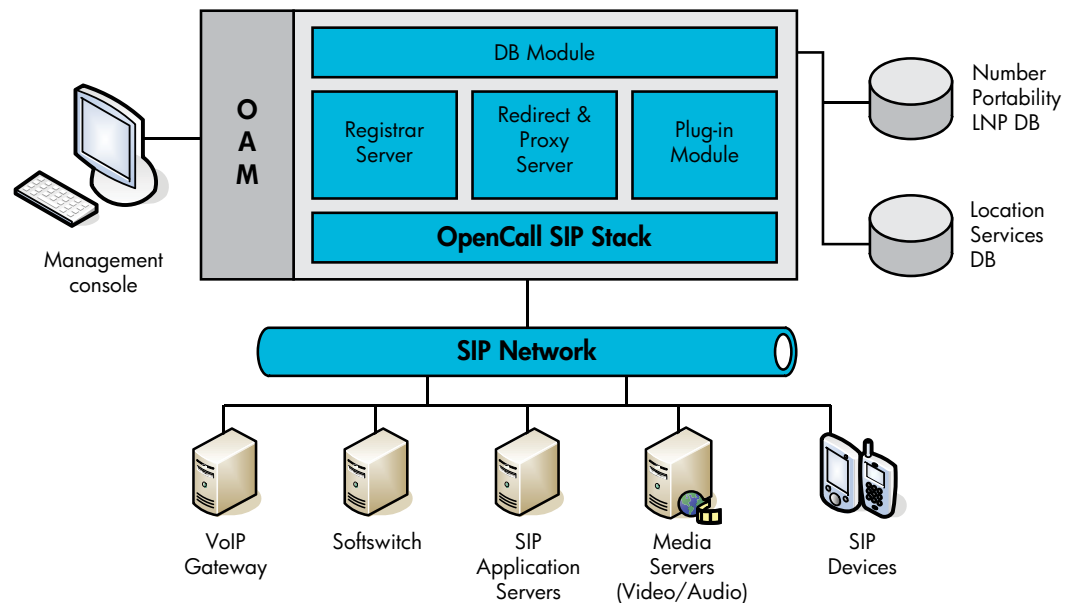 DB Module
O
A
M
Registrar
Server
Redirect &
Proxy
Server
Plug-in
Module
OpenCall SIP Stack
Number
Portability
LNP DB
Location
Services
DB
Management
console
SIP Network
VoIP
Gateway
Softswitch
SIP
Application
Servers
Media
Servers
(Video/Audio)
SIP
Devices